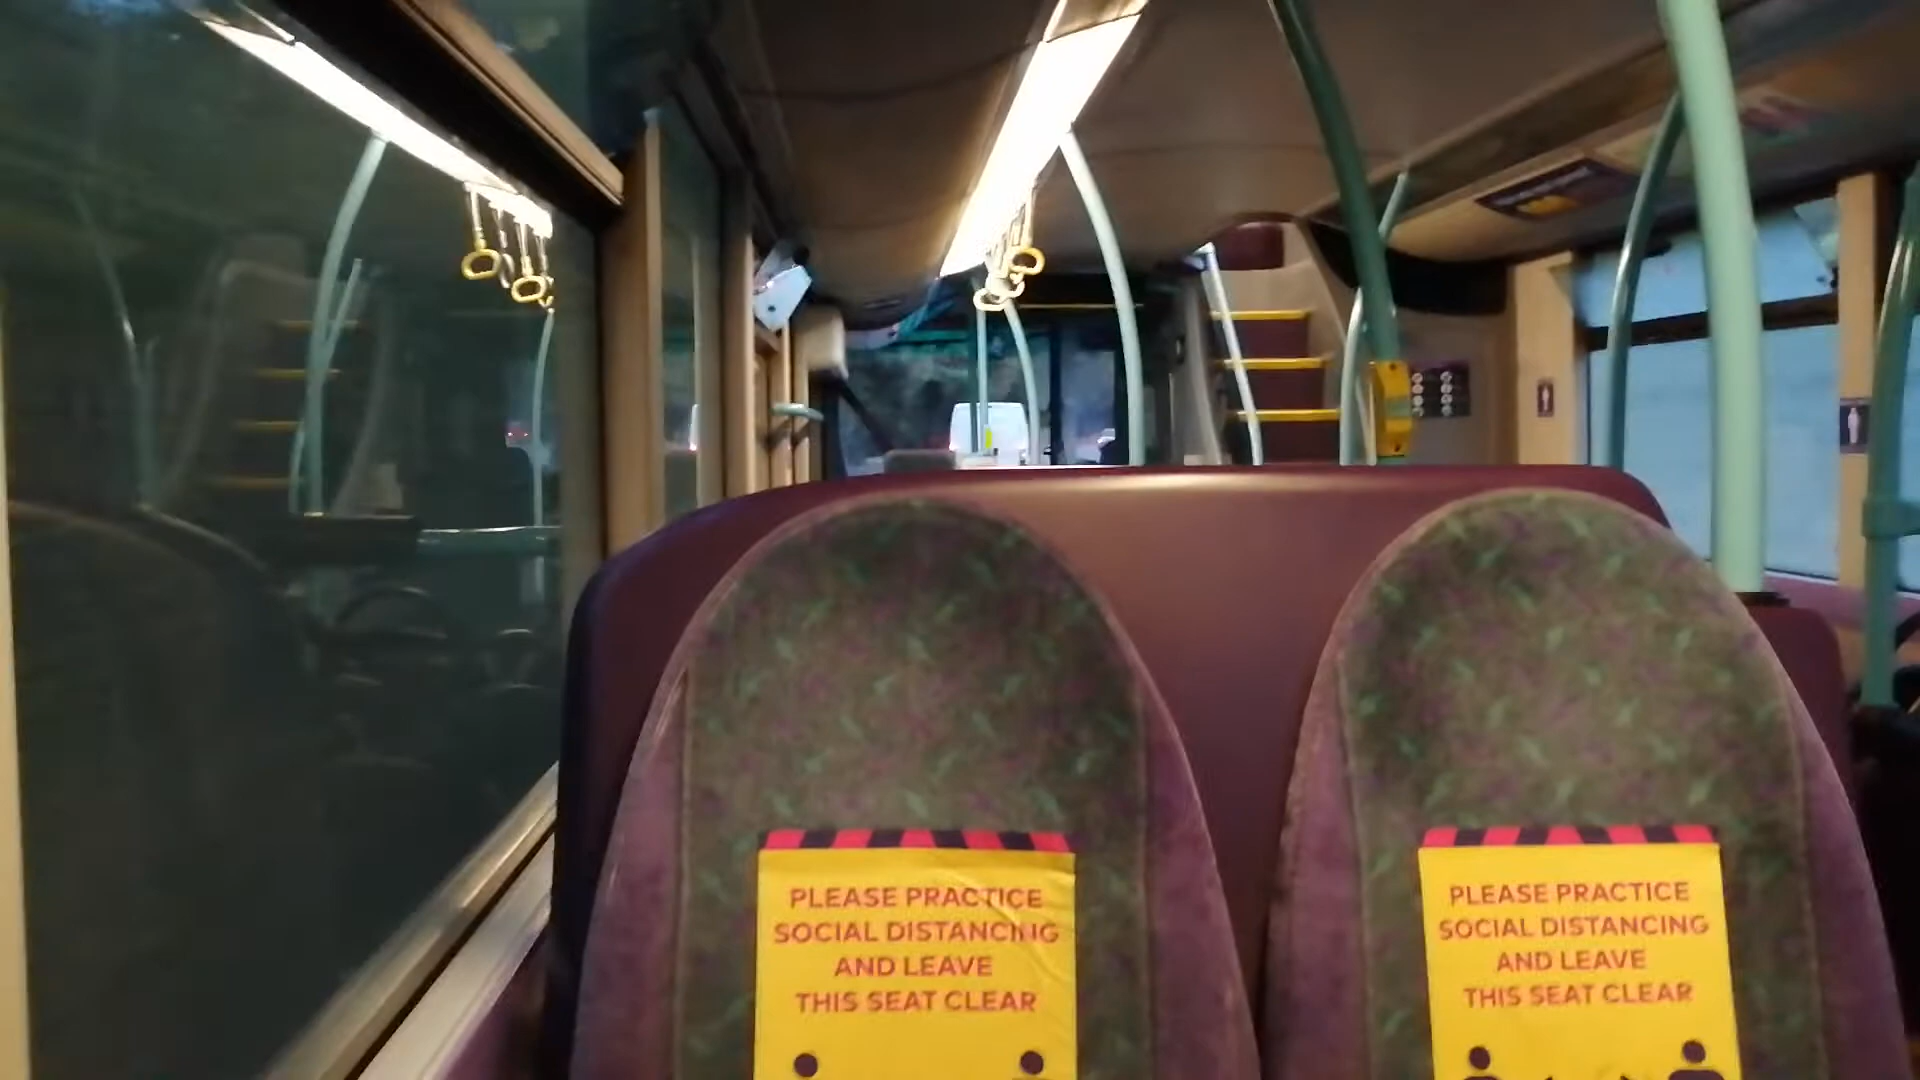 PLEASE PRACTICE
SOCIAL DISTANCING
AND LEAVE
THIS SEAT CLEAR
PLEASE PRACTICE
SOCIAL DISTANCING
AND LEAVE
THIS SEAT CLEAR